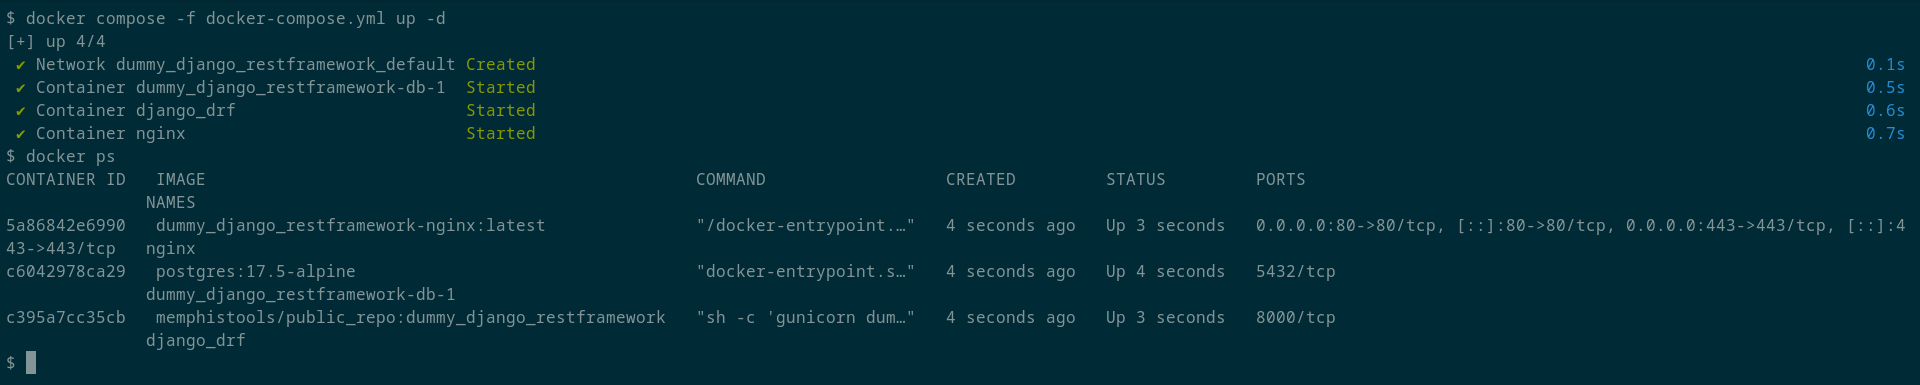 $ docker compose -f docker-compose.yml up -d
[+] up 4/4
 ✔ Network dummy_django_restframework_default Created                                                                                                                                     0.1s
 ✔ Container dummy_django_restframework-db-1  Started                                                                                                                                     0.5s
 ✔ Container django_drf                       Started                                                                                                                                     0.6s
 ✔ Container nginx                            Started                                                                                                                                     0.7s
$ docker ps
CONTAINER ID   IMAGE                                                 COMMAND                  CREATED         STATUS         PORTS
              NAMES
5a86842e6990   dummy_django_restframework-nginx:latest               "/docker-entrypoint.…"   4 seconds ago   Up 3 seconds   0.0.0.0:80->80/tcp, [::]:80->80/tcp, 0.0.0.0:443->443/tcp, [::]:4
43->443/tcp   nginx
c6042978ca29   postgres:17.5-alpine                                  "docker-entrypoint.s…"   4 seconds ago   Up 4 seconds   5432/tcp
              dummy_django_restframework-db-1
c395a7cc35cb   memphistools/public_repo:dummy_django_restframework   "sh -c 'gunicorn dum…"   4 seconds ago   Up 3 seconds   8000/tcp
              django_drf
$